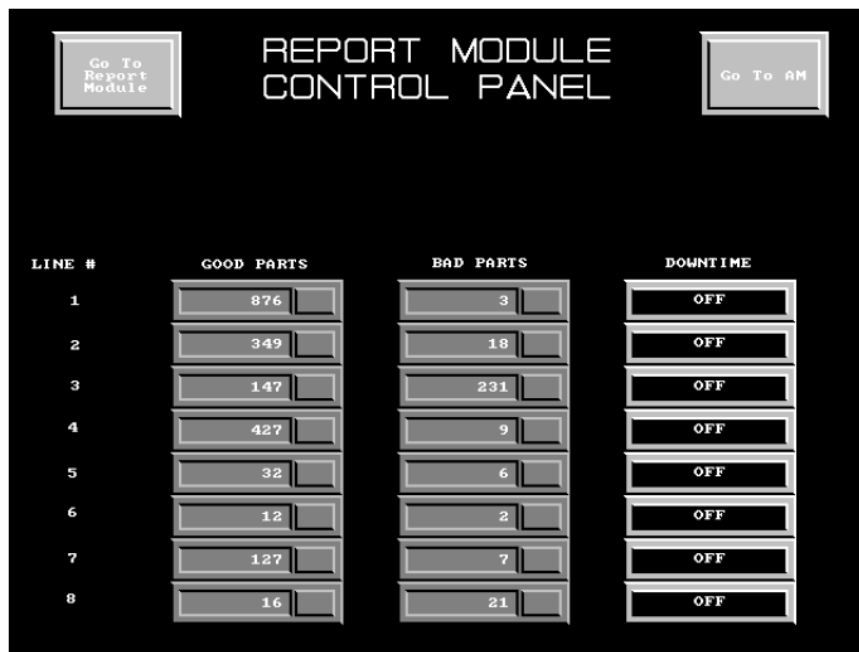 Go To
Report
Module
REPORT MODULE
CONTROL PANEL
Go To AM
LINE # GOOD PARTS BAD PARTS DOWNTIME
1 876 3 OFF
2 349 18 OFF
3 147 231 OFF
4 427 9 OFF
5 32 6 OFF
6 12 2 OFF
7 127 7 OFF
8 16 21 OFF